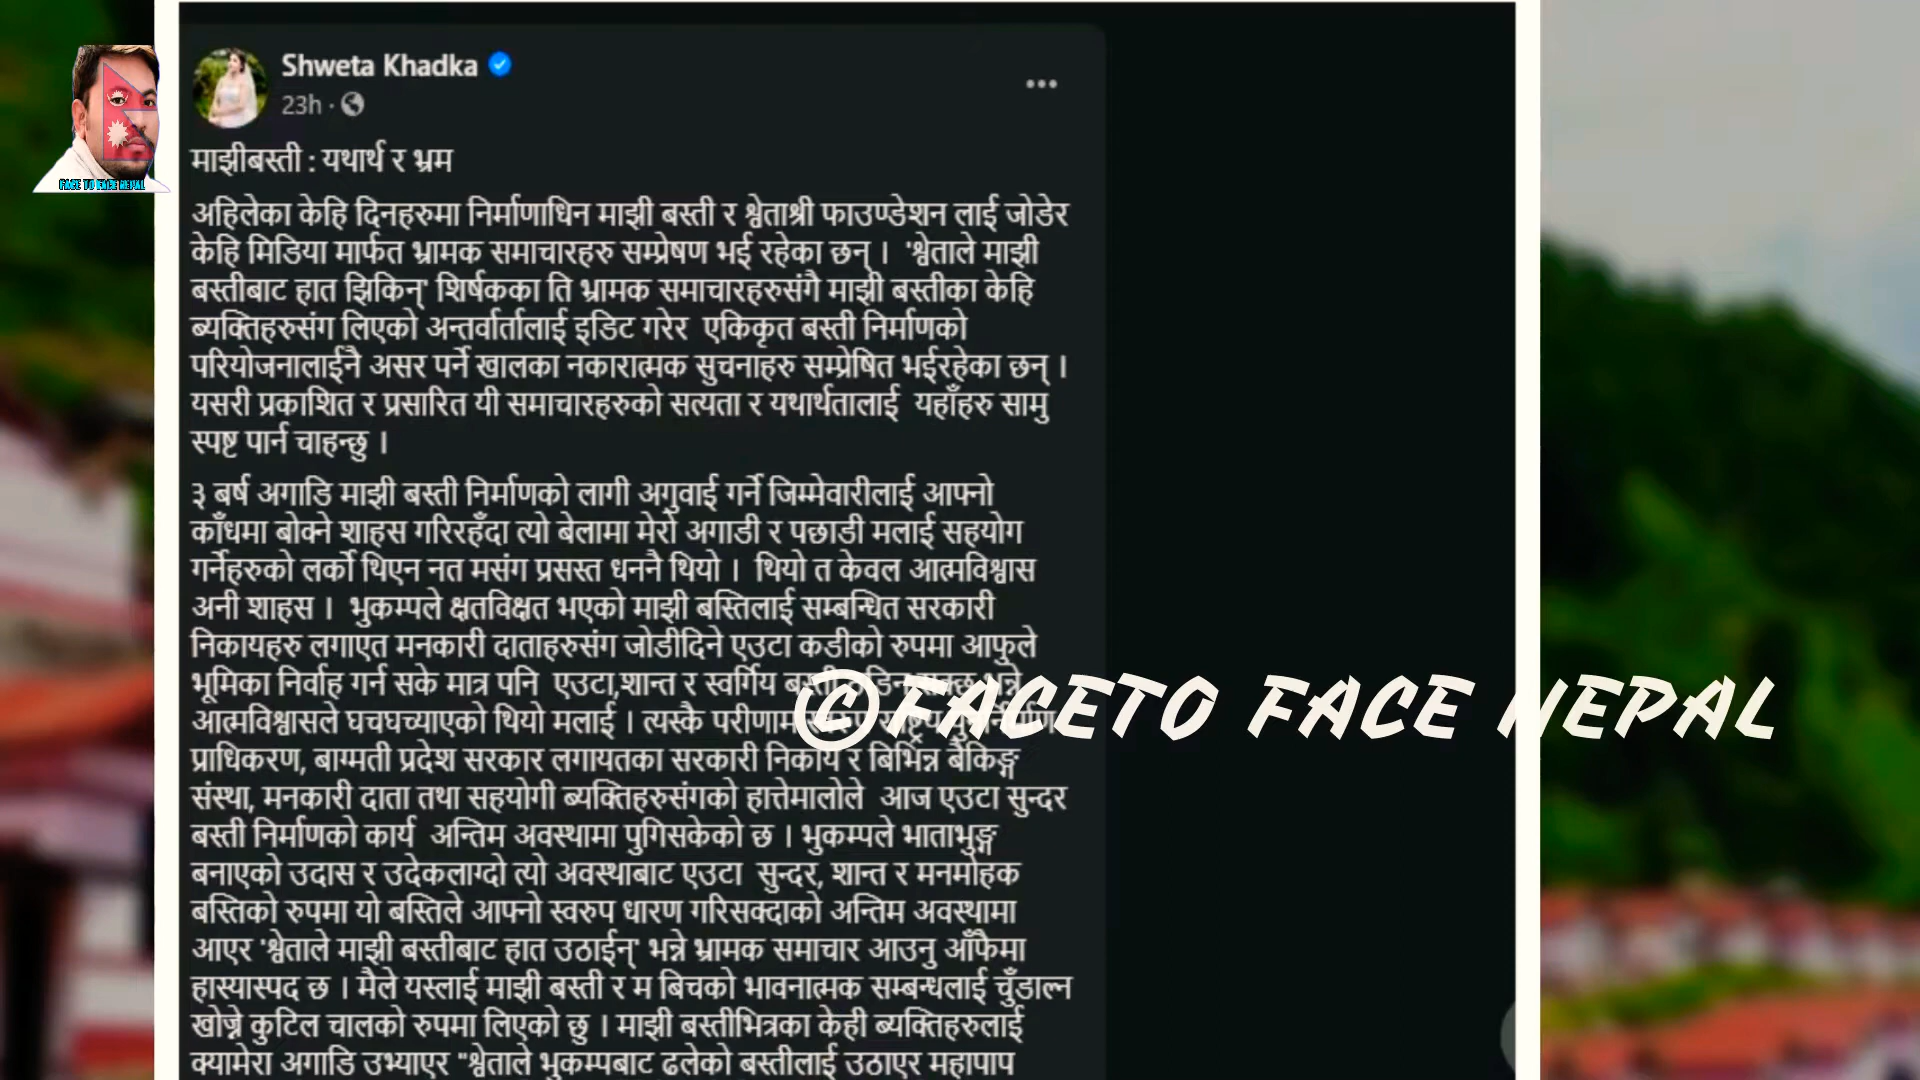 Shweta Khadka
23h ·
माझीबस्ती : यथार्थ र भ्रम
अहिलेका केहि दिनहरुमा निर्माणाधिन माझी बस्ती र श्वेताश्री फाउण्डेशन लाई जोडेर
केहि मिडिया मार्फत भ्रामक समाचारहरु सम्प्रेषण भई रहेका छन् । 'श्वेताले माझी
बस्तीबाट हात झिकिन्' शिर्षकका ति भ्रामक समाचारहरुसंगै माझी बस्तीका केहि
ब्यक्तिहरुसंग लिएको अन्तर्वार्तालाई इडिट गरेर एकिकृत बस्ती निर्माणको
परियोजनालाईनै असर पर्ने खालका नकारात्मक सुचनाहरु सम्प्रेषित भईरहेका छन् ।
यसरी प्रकाशित र प्रसारित यी समाचारहरुको सत्यता र यथार्थतालाई यहाँहरु सामु
स्पष्ट पार्न चाहन्छु ।
३ बर्ष अगाडि माझी बस्ती निर्माणको लागी अगुवाई गर्ने जिम्मेवारीलाई आफ्नो
काँधमा बोक्ने शाहस गरिरहँदा त्यो बेलामा मेरो अगाडी र पछाडी मलाई सहयोग
गर्नेहरुको लर्को थिएन नत मसंग प्रसस्त धननै थियो । थियो त केवल आत्मविश्वास
अनी शाहस । भुकम्पले क्षतविक्षत भएको माझी बस्तिलाई सम्बन्धित सरकारी
निकायहरु लगाएत मनकारी दाताहरुसंग जोडीदिने एउटा कडीको रुपमा आफुले
भूमिका निर्वाह गर्न सके मात्र पनि एउटा,शान्त र स्वर्गिय
आत्मविश्वासले घचघच्याएको थियो मलाई । त्यस्कै
प्राधिकरण, बाग्मती प्रदेश सरकार लगायतका सरकारी निकाय र बिभिन्न बैकिङ्ग
संस्था, मनकारी दाता तथा सहयोगी ब्यक्तिहरुसंगको हात्तेमालोले आज एउटा सुन्दर
बस्ती निर्माणको कार्य अन्तिम अवस्थामा पुगिसकेको छ । भुकम्पले भाताभुङ्ग
बनाएको उदास र उदेकलाग्दो त्यो अवस्थाबाट एउटा सुन्दर, शान्त र मनमोहक
बस्तिको रुपमा यो बस्तिले आफ्नो स्वरुप धारण गरिसक्दाको अन्तिम अवस्थामा
आएर 'श्वेताले माझी बस्तीबाट हात उठाईन्' भन्ने भ्रामक समाचार आउनु आँफैमा
हास्यास्पद छ । मैले यस्लाई माझी बस्ती र म बिचको भावनात्मक सम्बन्धलाई चुँडाल्न
खोज्ने कुटिल चालको रुपमा लिएको छु । माझी बस्तीभित्रका केही ब्यक्तिहरुलाई
क्यामेरा अगाडि उभ्याएर "श्वेताले भुकम्पबाट ढलेको बस्तीलाई उठाएर महापाप
FACE TO FACE NEPAL
©FACETO FACE NEPAL